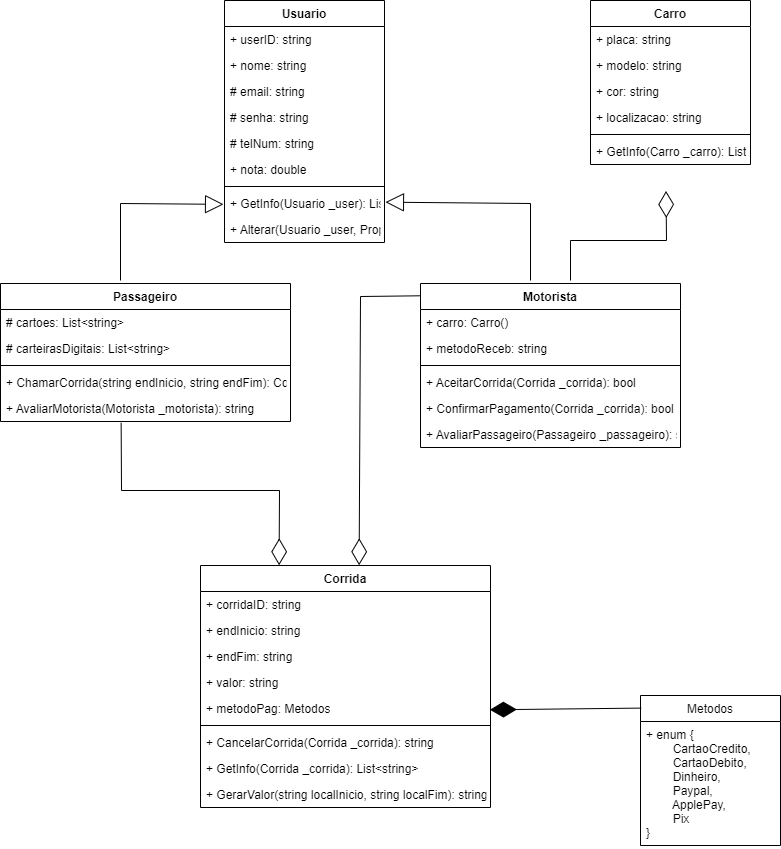 Usuario
+ userID: string
+ nome: string
# email: string
# senha: string
# telNum: string
+ nota: double
+ GetInfo(Usuario _user):
+ Alterar(Usuario _user,
Carro
+ placa: string
+ modelo: string
+ cor: string
+ localizacao: string
+ GetInfo(Carro _carro): List
Passageiro
# cartoes: List<string>
# carteirasDigitais: List<string>
+ ChamarCorrida(string endInicio, string endFim):
+ AvaliarMotorista(Motorista _motorista): string
Motorista
+ carro: Carro()
+ metodoReceb: string
+ AceitarCorrida(Corrida _corrida): bool
+ ConfirmarPagamento(Corrida _corrida): bool
+ AvaliarPassageiro(Passageiro _passageiro):
Corrida
+ corridaID: string
+ endInicio: string
+ endFim: string
+ valor: string
+ metodoPag: Metodos
+ CancelarCorrida(Corrida _corrida): string
+ GetInfo(Corrida _corrida): List<string>
+ GerarValor(string localInicio, string localFim): string
Metodos
+ enum {
CartaoCredito,
CartaoDebito,
Dinheiro,
Paypal,
ApplePay,
Pix
}